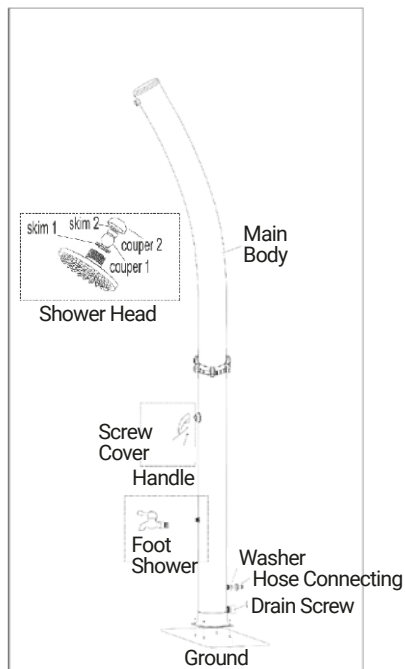 skim 1
skim 2
couper 2
couper 1
Shower Head
Main
Body
Screw
Cover
Handle
Foot
Shower
Washer
Hose Connecting
Drain Screw
Ground